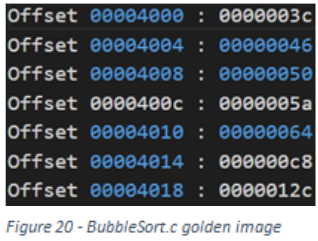 Offset 00004000 : 0000003c
Offset 00004004 : 00000046
Offset 00004008 : 00000050
Offset 0000400c : 0000005a
Offset 00004010 : 00000064
Offset 00004014 : 000000c8
Offset 00004018 : 0000012c
Figure 20 - BubbleSort.c golden image